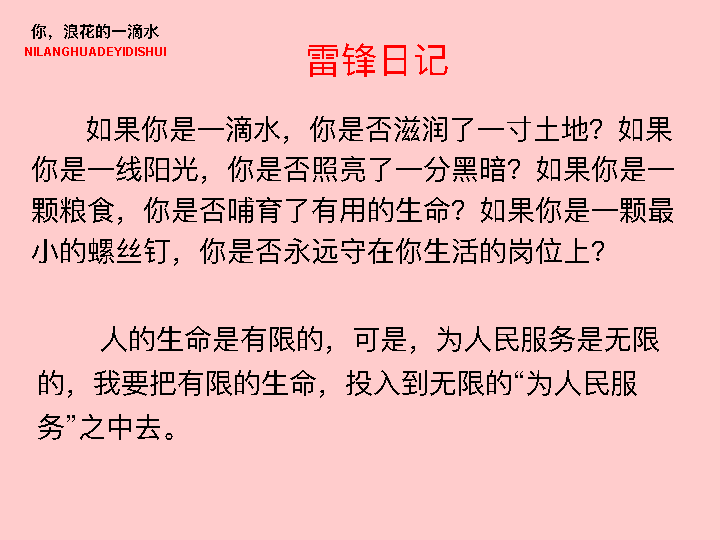 你，浪花的一滴水
NILANGHUADEYIDISHUI
雷锋日记
如果你是一滴水，你是否滋润了一寸土地？如果
你是一线阳光，你是否照亮了一分黑暗？如果你是一
颗粮食，你是否哺育了有用的生命？如果你是一颗最
小的螺丝钉，你是否永远守在你生活的岗位上？
人的生命是有限的，可是，为人民服务是无限
的，我要把有限的生命，投入到无限的“为人民服
务”之中去。